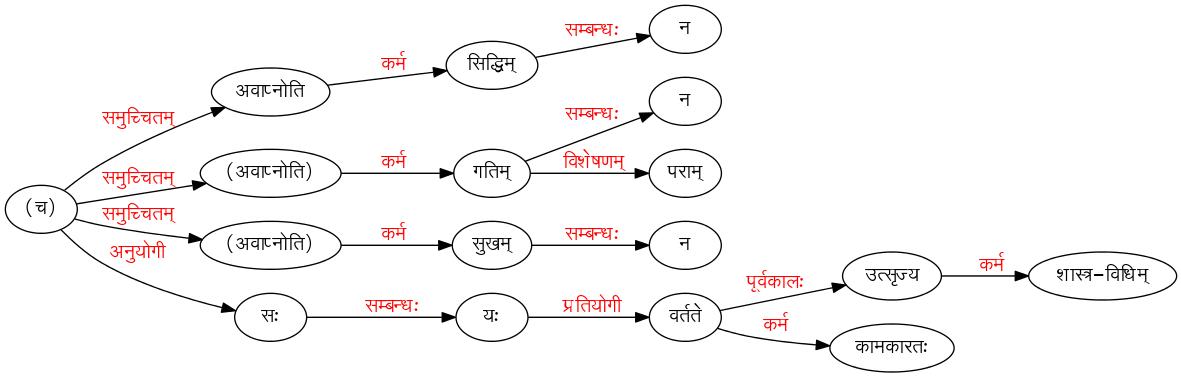 सम्बन्धः
न
कर्म
सिद्धिम्
अवाप्नोति
समुच्चितम्
सम्बन्धः
न
समुच्चितम्
(अवाप्नोति)
कर्म
गतिम्
विशेषणम्
पराम्
(च)
समुच्चितम्
(अवाप्नोति)
कर्म
सुखम्
सम्बन्धः
न
अनुयोगी
सः
सम्बन्धः
यः
प्रतियोगी
वर्तते
पूर्वकालः
उत्सृज्य
कर्म
शास्त्र-विधिम्
कर्म
कामकारतः